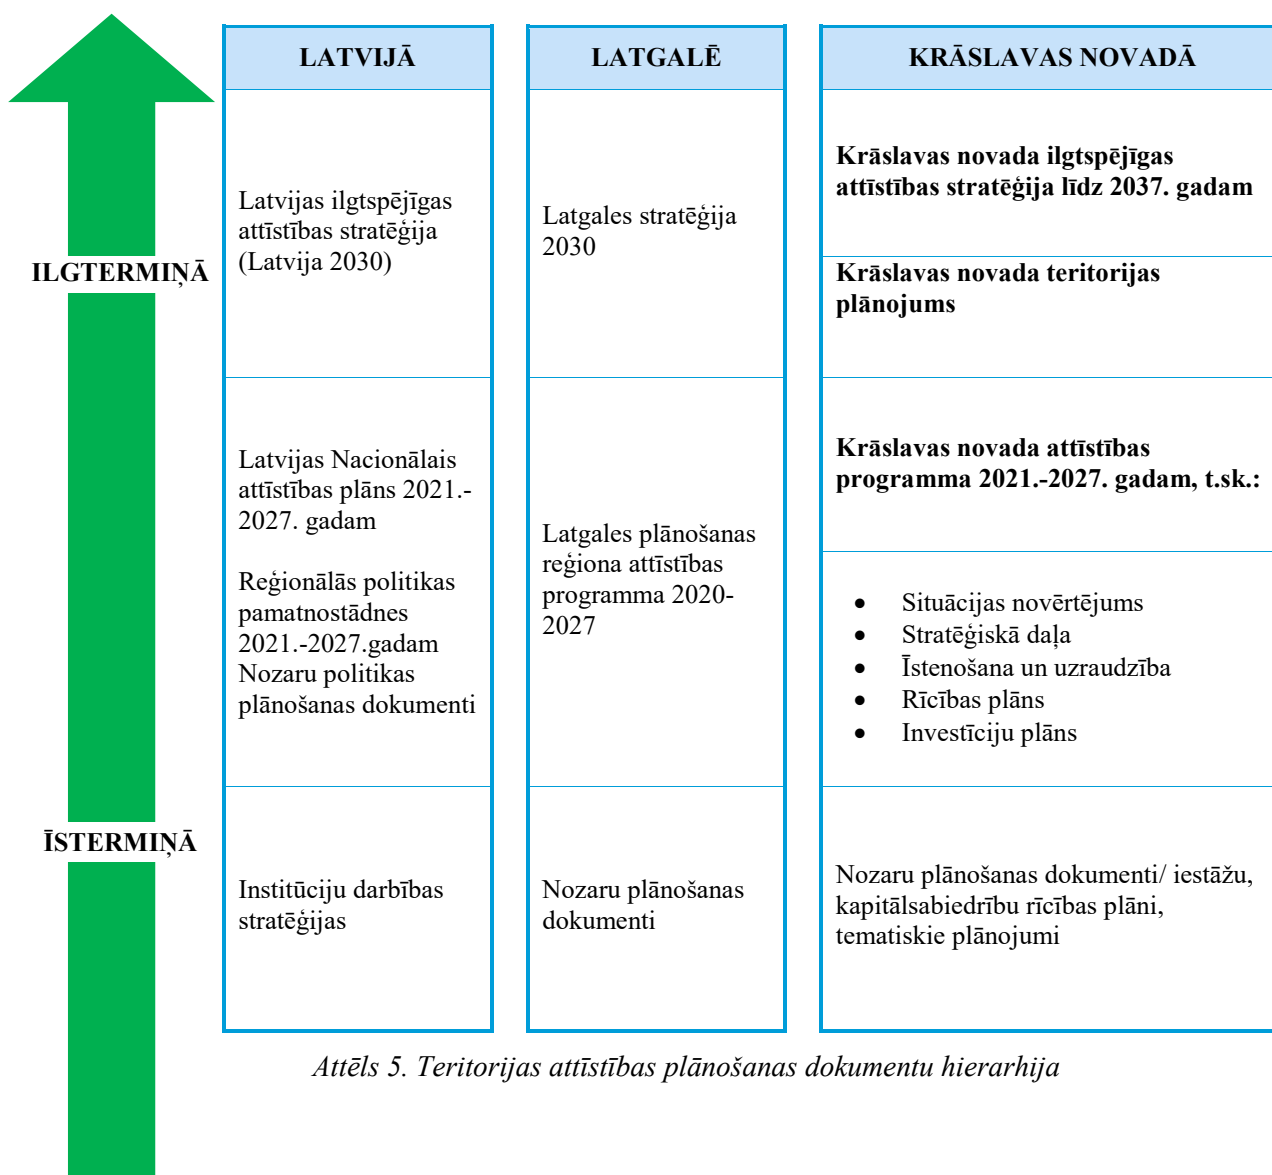 LATVIJĀ
LATGALĒ
KRĀSLAVAS NOVADĀ
ILGTERMIŅĀ
Latvijas ilgtspējīgas
attīstības stratēģija
(Latvija 2030)
Latgales stratēģija
2030
Krāslavas novada ilgtspējīgas
attīstības stratēģija līdz 2037. gadam
Krāslavas novada teritorijas
plānojums
Latvijas Nacionālais
attīstības plāns 2021.-
2027. gadam
Reģionālās politikas
pamatnostādnes
2021.-2027.gadam
Nozaru politikas
plānošanas dokumenti
Latgales plānošanas
reģiona attīstības
programma 2020-
2027
Krāslavas novada attīstības
programma 2021.-2027. gadam, t.sk.:
• Situācijas novērtējums
• Stratēģiskā daļa
• Īstenošana un uzraudzība
• Rīcības plāns
• Investīciju plāns
ĪSTERMIŅĀ
Institūciju darbības
stratēģijas
Nozaru plānošanas
dokumenti
Nozaru plānošanas dokumenti/ iestāžu,
kapitālsabiedrību rīcības plāni,
tematiskie plānojumi
Attēls 5. Teritorijas attīstības plānošanas dokumentu hierarhija